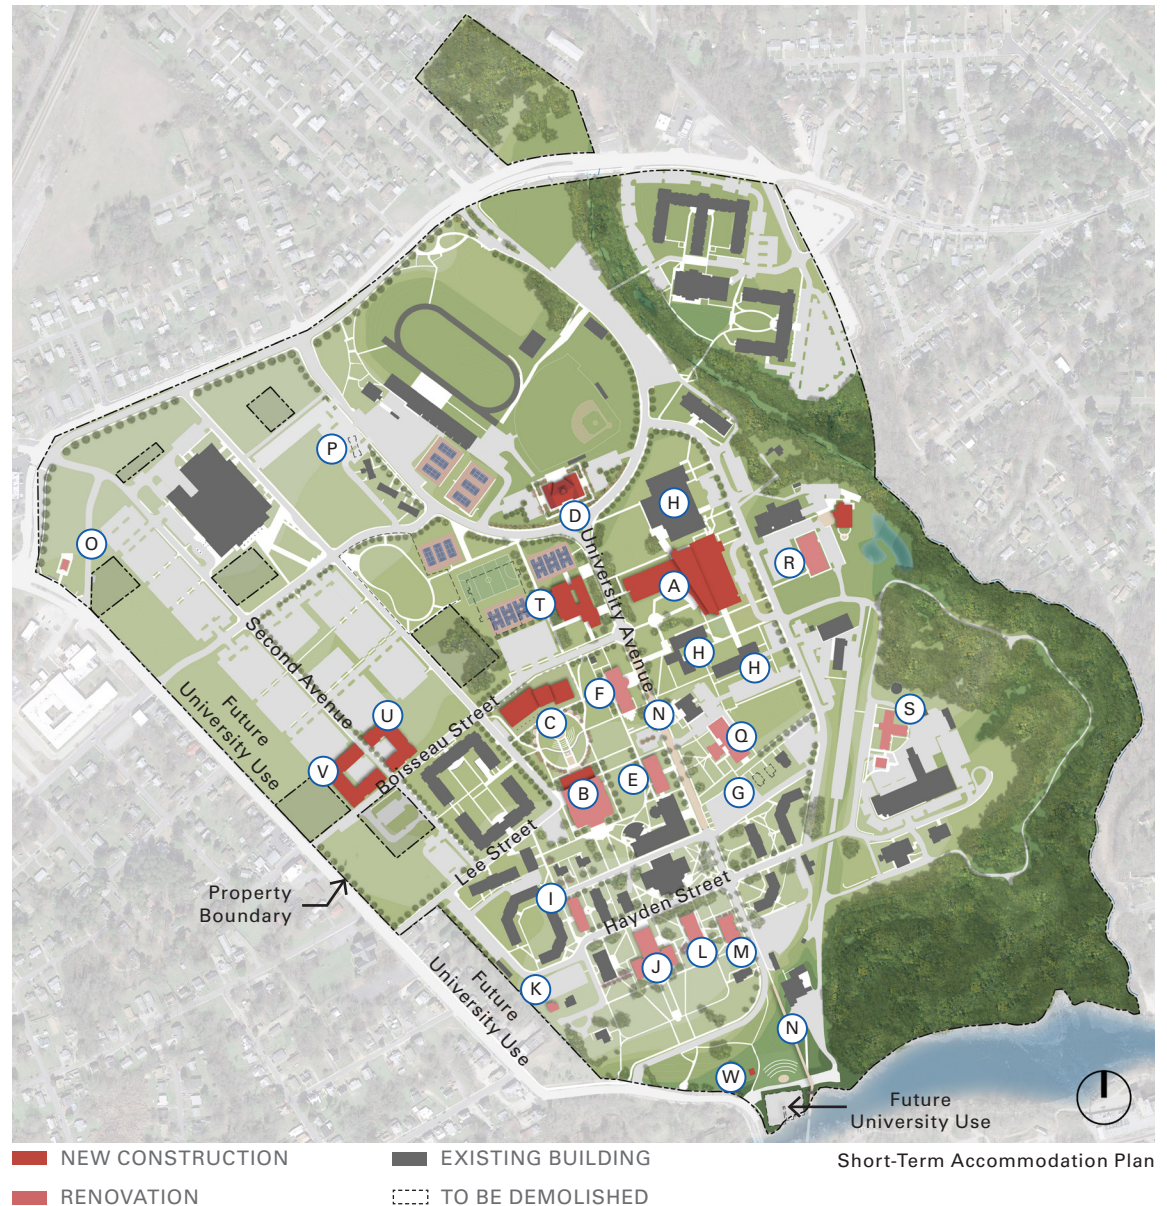 P
H
D
O
R
A
T
University Avenue
H
H
Second Avenue
F
S
N
U
C
Q
Future
University Use
Boisseau Street
V
E
B
G
Lee Street
Property
Boundary
I
Hayden Street
L
M
J
K
Future
University Use
N
W
Future
University Use
NEW CONSTRUCTION
EXISTING BUILDING
Short-Term Accommodation Plan
RENOVATION
TO BE DEMOLISHED